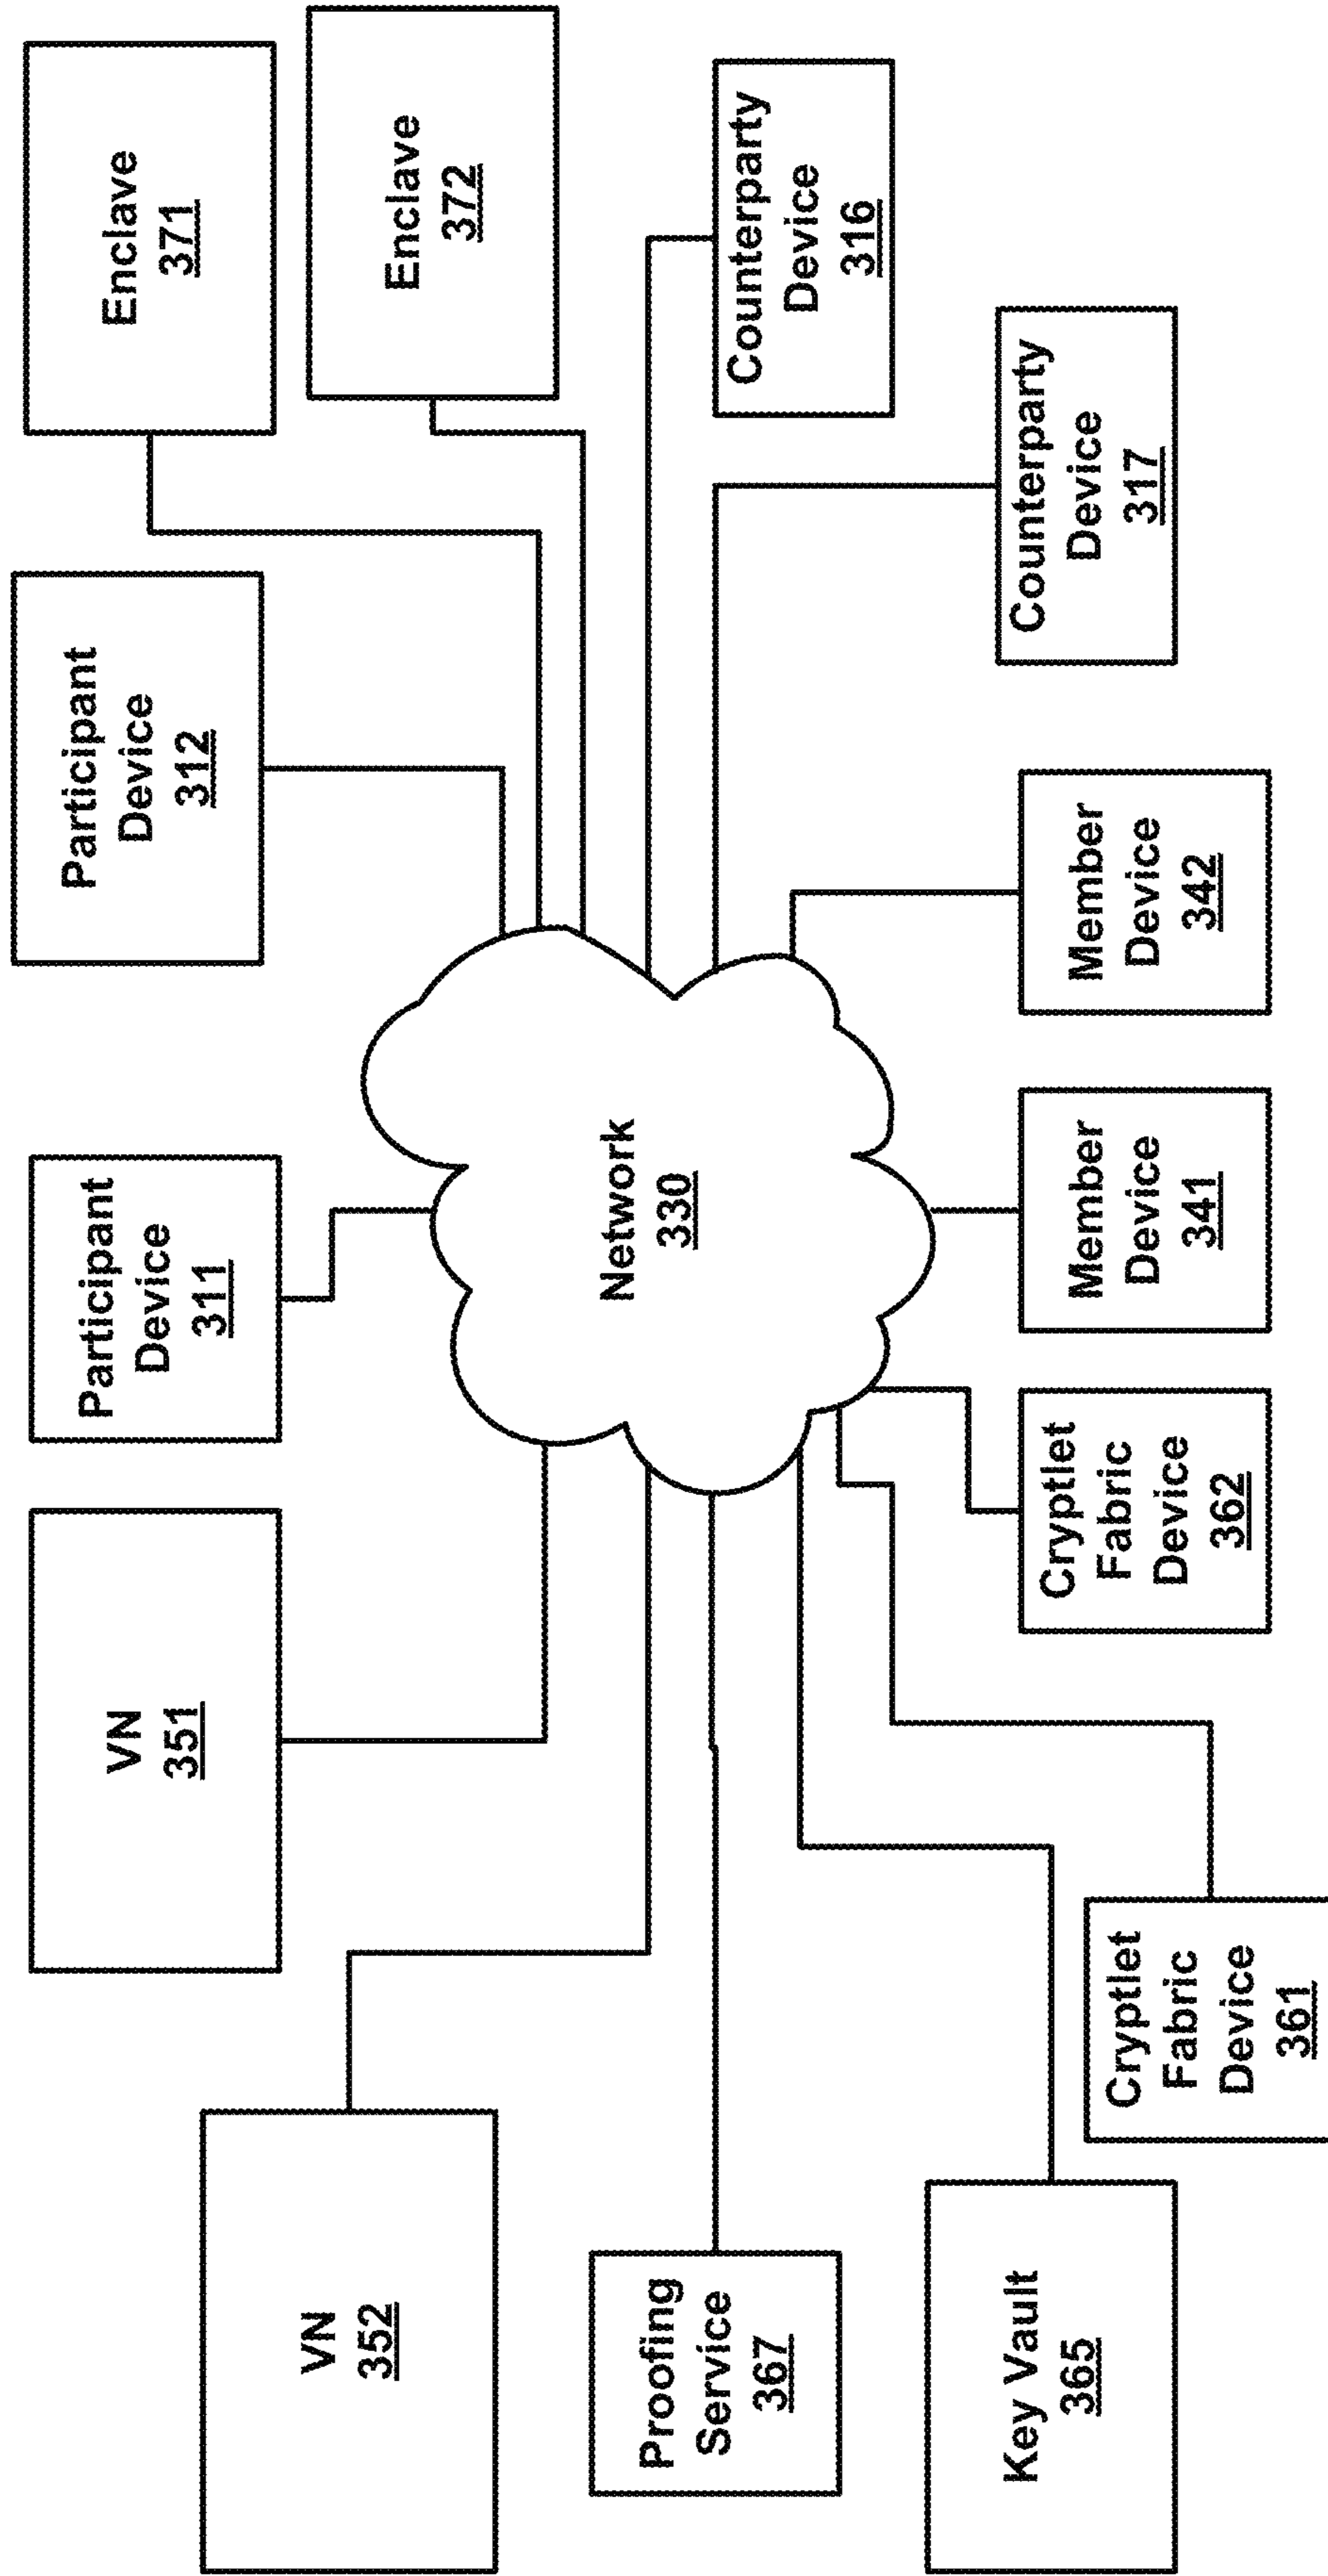 VN
352
VN
351
Participant
Device
311
Participant
Device
312
Enclave
371
Enclave
372
Proofing
Service
367
Network
330
Counterparty
Device
316
Key Vault
365
Cryptlet
Fabric
Device
361
Cryptlet
Fabric
Device
362
Member
Device
341
Member
Device
342
Counterparty
Device
317